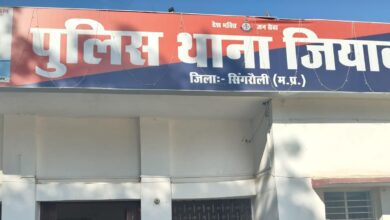 देश भक्ति जन सेवा
पुलिस थाना जियाव
जिलाः- सिंगरौली (म.प्र.)